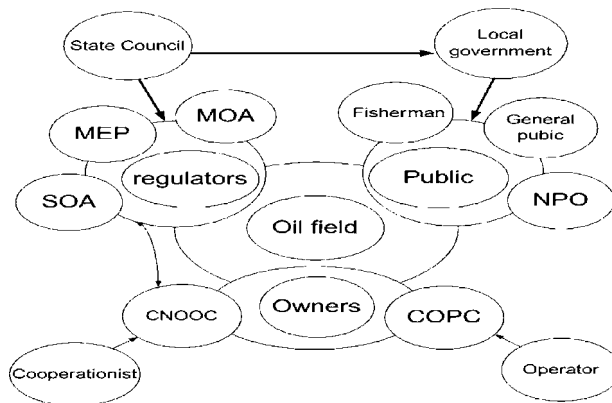 State Council
Local
government
MOA
Fisherman
MEP
General
pubic
regulators
Public
SOA
NPO
Oil field
Owners
CNOOC
COPC
Cooperationist
Operator